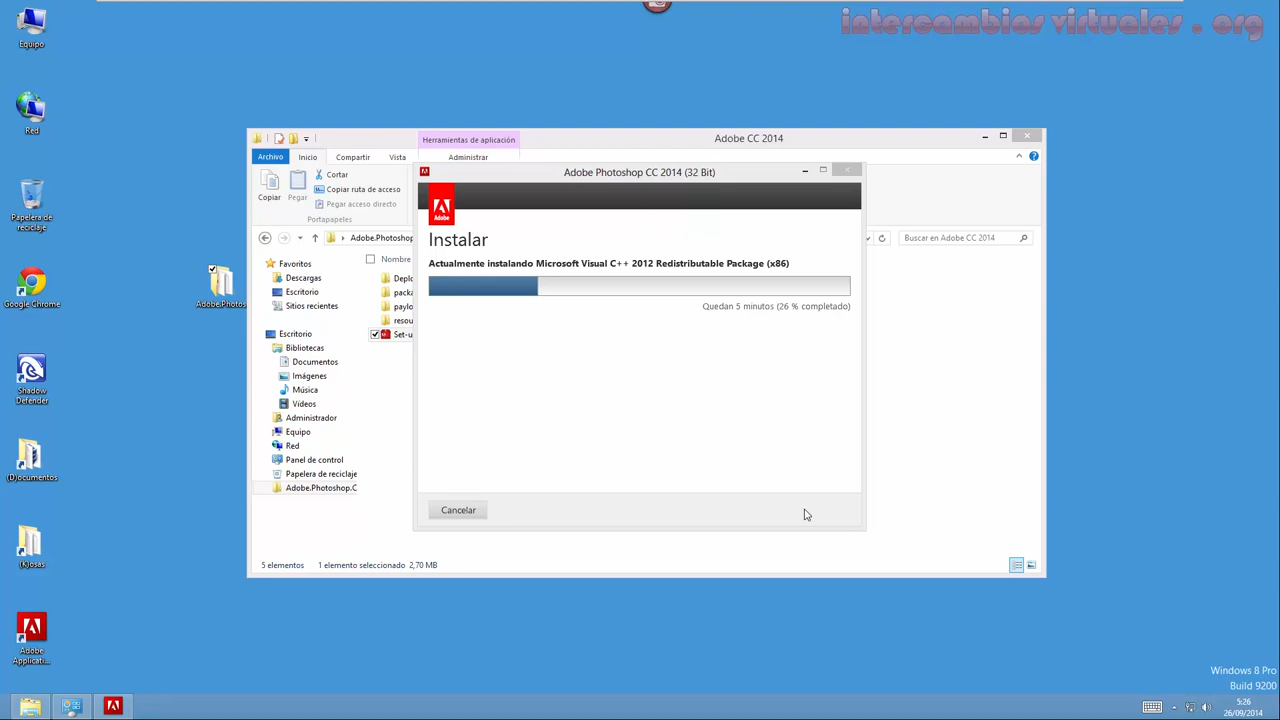 intercambiosvirtuales.org
Equipo
Red
Papelera de
reciclaje
Google Chrome
Shadow
Defender
(D)ocumentos
(K)osas
Adobe
Applicati...
Adobe.Photos
Adobe CC 2014
Herramientas de aplicación
Archivo
Inicio
Compartir
Vista
Administrar
Copiar
Pegar
Cortar
Copiar ruta de acceso
Pegar acceso directo
Portapapeles
Adobe.Photoshop
Buscar en Adobe CC 2014
Favoritos
Descargas
Escritorio
Sitios recientes
Escritorio
Bibliotecas
Documentos
Imágenes
Música
Vídeos
Administrador
Equipo
Red
Panel de control
Papelera de reciclaje
Adobe.Photoshop.C
Nombre
Deplo
packa
paylo
resou
Set-u
5 elementos
1 elemento seleccionado 2,70 MB
Adobe Photoshop CC 2014 (32 Bit)
Adobe
Instalar
Actualmente instalando Microsoft Visual C++ 2012 Redistributable Package (x86)
Quedan 5 minutos (26 % completado)
Cancelar
Windows 8 Pro
Build 9200
5:26
26/09/2014